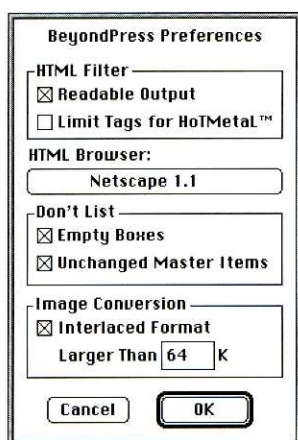 BeyondPress Preferences
HTML Filter
Readable Output
Limit Tags for HoTMetaL™
HTML Browser:
Netscape 1.1
Don't List
Empty Boxes
Unchanged Master Items
Image Conversion
Interlaced Format
Larger Than 64 K
Cancel OK